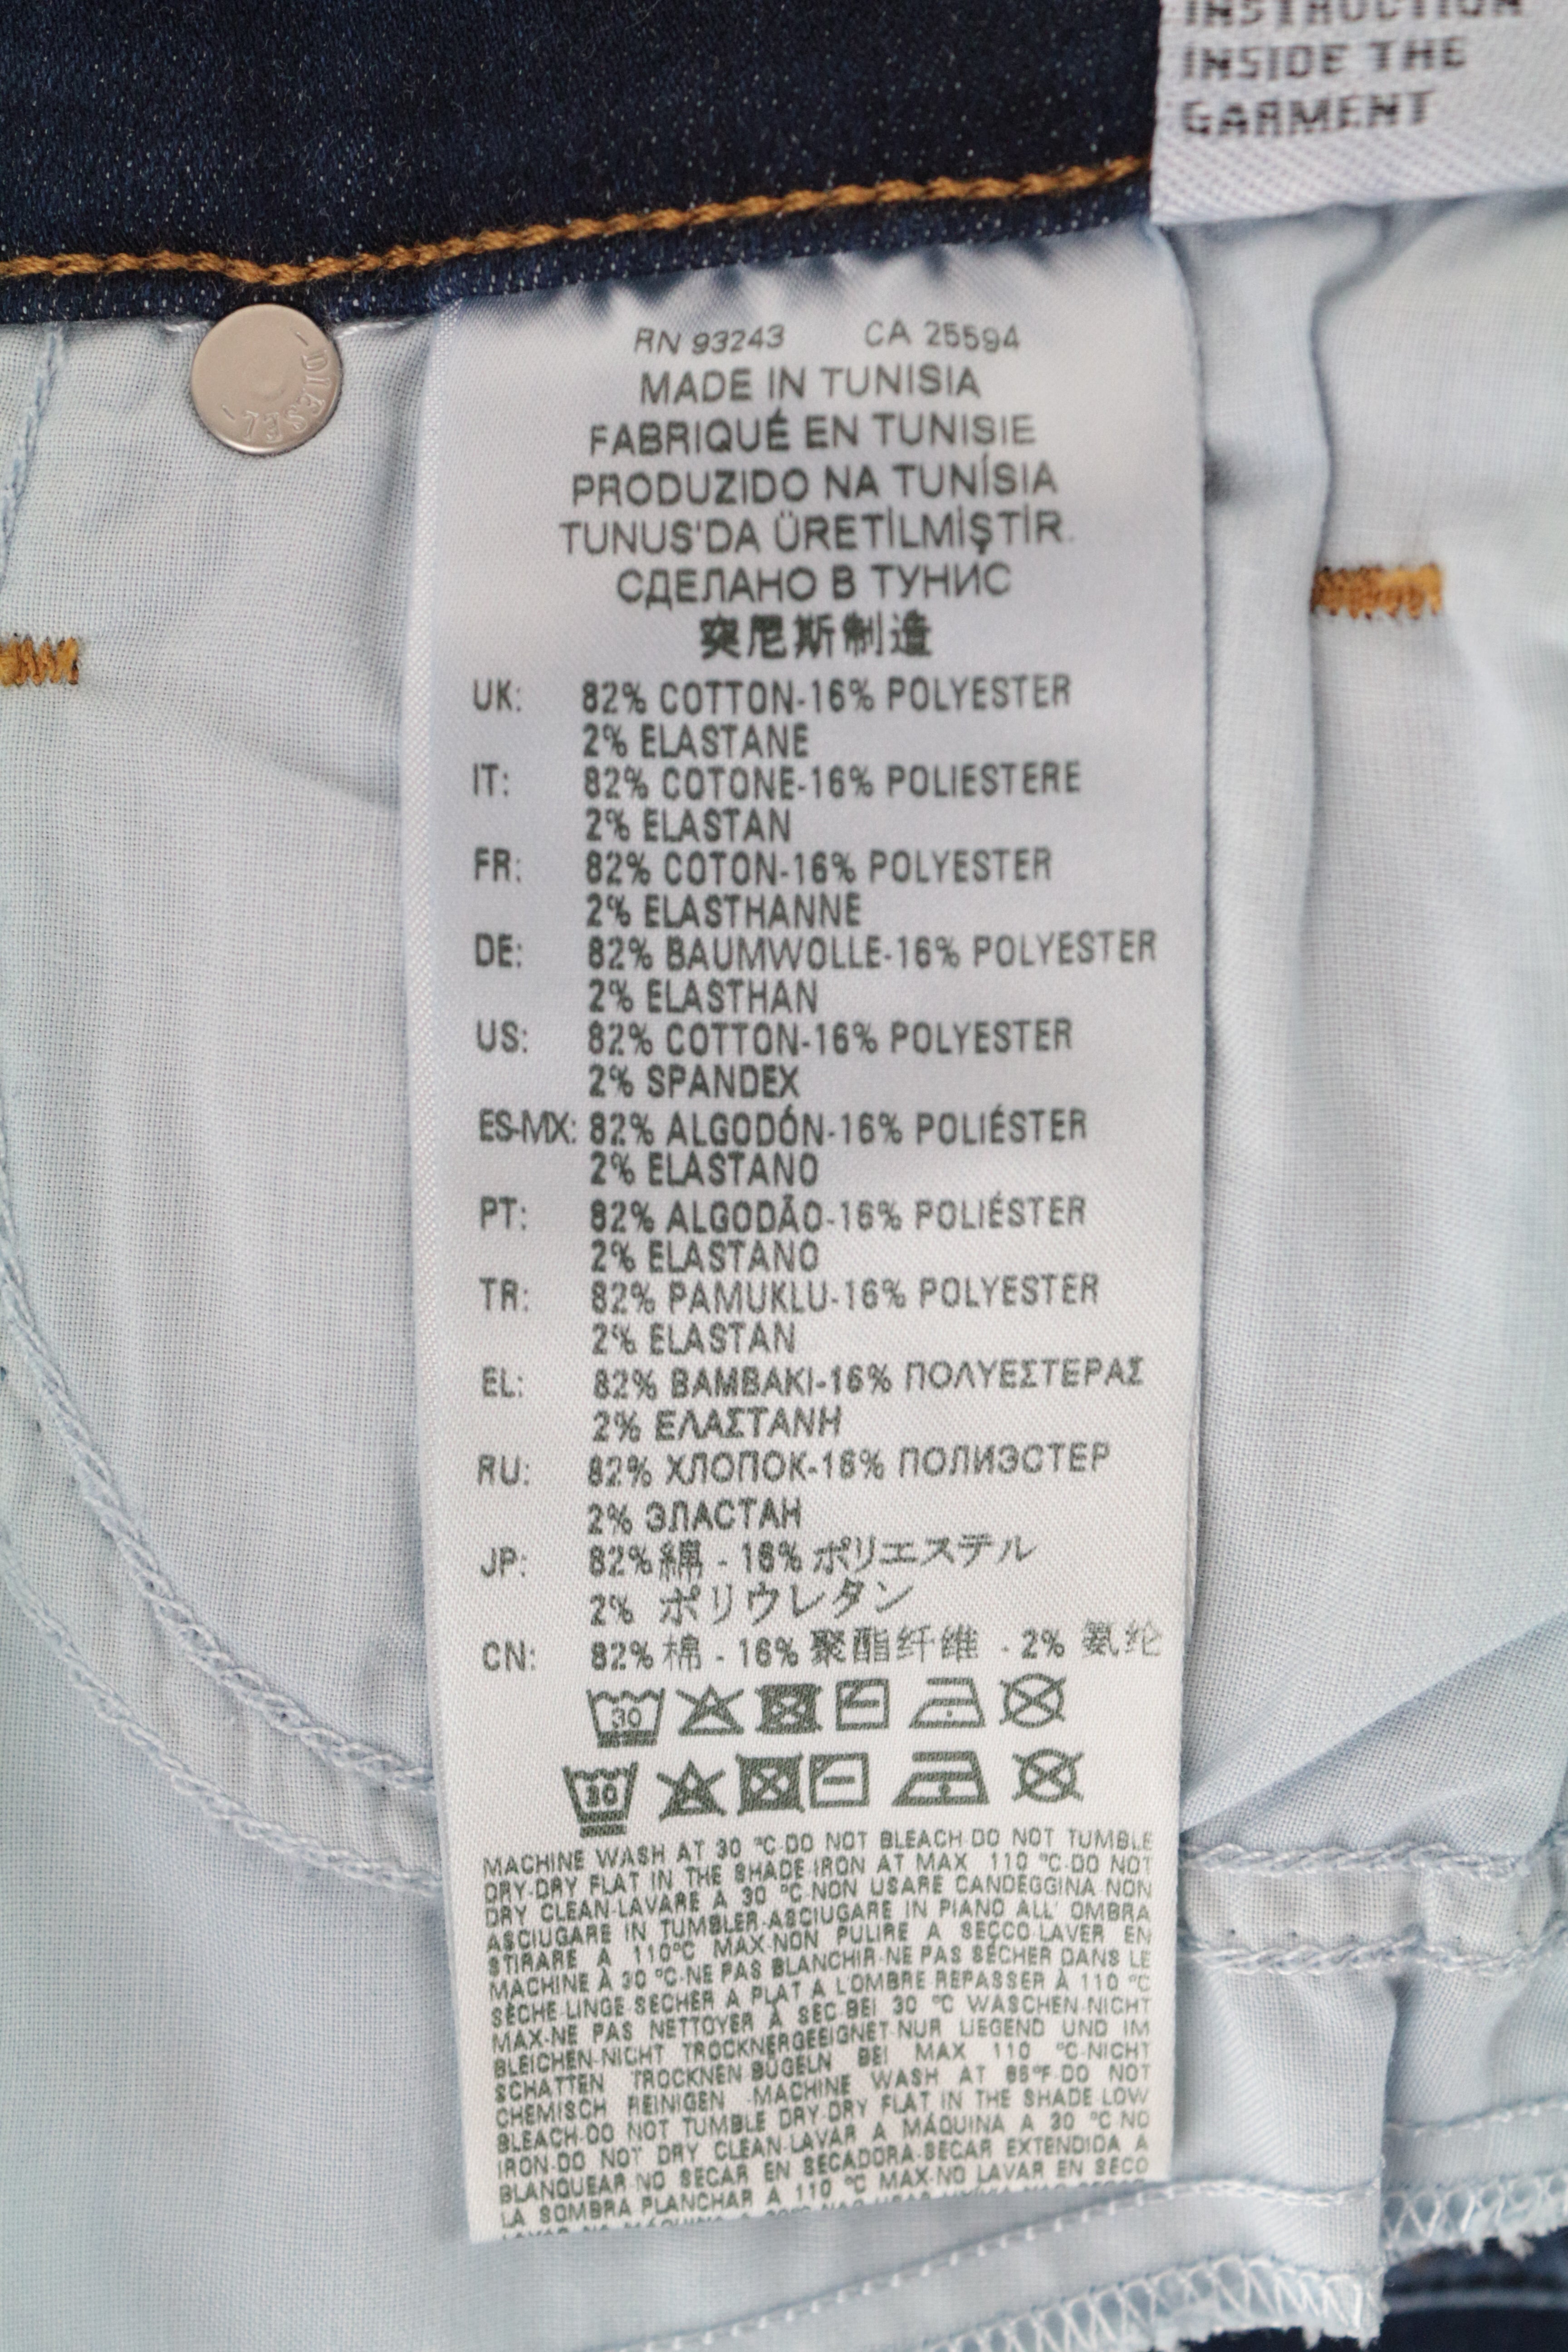 INSTRUCTION
INSIDE THE
GARMENT
-DIESEL-
RN 93243 CA 25594
MADE IN TUNISIA
FABRIQUÉ EN TUNISIE
PRODUZIDO NA TUNÍSIA
TUNUS'DA ÜRETİLMİŞTİR.
СДЕЛАНО В ТУНИС
突尼斯制造
UK: 82% COTTON-16% POLYESTER
2% ELASTANE
IT: 82% COTONE-16% POLIESTERE
2% ELASTAN
FR: 82% COTON-16% POLYESTER
2% ELASTHANNE
DE: 82% BAUMWOLLE-16% POLYESTER
2% ELASTHAN
US: 82% COTTON-16% POLYESTER
2% SPANDEX
ES-MX: 82% ALGODÓN-16% POLIÉSTER
2% ELASTANO
PT: 82% ALGODÃO-16% POLIÉSTER
2% ELASTANO
TR: 82% PAMUKLU-16% POLYESTER
2% ELASTAN
EL: 82% ΒΑΜΒΑΚΙ-16% ΠΟΛΥΕΣΤΕΡΑΣ
2% ΕΛΑΣΤΑΝΗ
RU: 82% ХЛОПОК-16% ПОЛИЭСТЕР
2% ЭЛАСТАН
JP: 82% 綿 - 16% ポリエステル
2% ポリウレタン
CN: 82% 棉 - 16% 聚酯纤维 - 2% 氨纶
30
30
MACHINE WASH AT 30 °C-DO NOT BLEACH-DO NOT TUMBLE
DRY-DRY FLAT IN THE SHADE-IRON AT MAX 110 °C-DO NOT
DRY CLEAN-LAVARE A 30 °C-NON USARE CANDEGGINA-NON
ASCIUGARE IN TUMBLER-ASCIUGARE IN PIANO ALL' OMBRA
STIRARE A 110°C MAX-NON PULIRE A SECCO-LAVER EN
MACHINE À 30 °C-NE PAS BLANCHIR-NE PAS SÉCHER DANS LE
SÈCHE-LINGE-SECHER A PLAT A L'OMBRE REPASSER À 110 °C
MAX-NE PAS NETTOYER À SEC-BEI 30 °C WASCHEN-NICHT
BLEICHEN-NICHT TROCKNERGEEIGNET-NUR LIEGEND UND IM
SCHATTEN TROCKNEN-BÜGELN BEI MAX 110 °C-NICHT
CHEMISCH REINIGEN -MACHINE WASH AT 85°F-DO NOT
BLEACH-DO NOT TUMBLE DRY-DRY FLAT IN THE SHADE-LOW
IRON-DO NOT DRY CLEAN-LAVAR A MÁQUINA A 30 °C-NO
BLANQUEAR-NO SECAR EN SECADORA-SECAR EXTENDIDA A
LA SOMBRA PLANCHAR A 110 °C MAX-NO LAVAR EN SECO